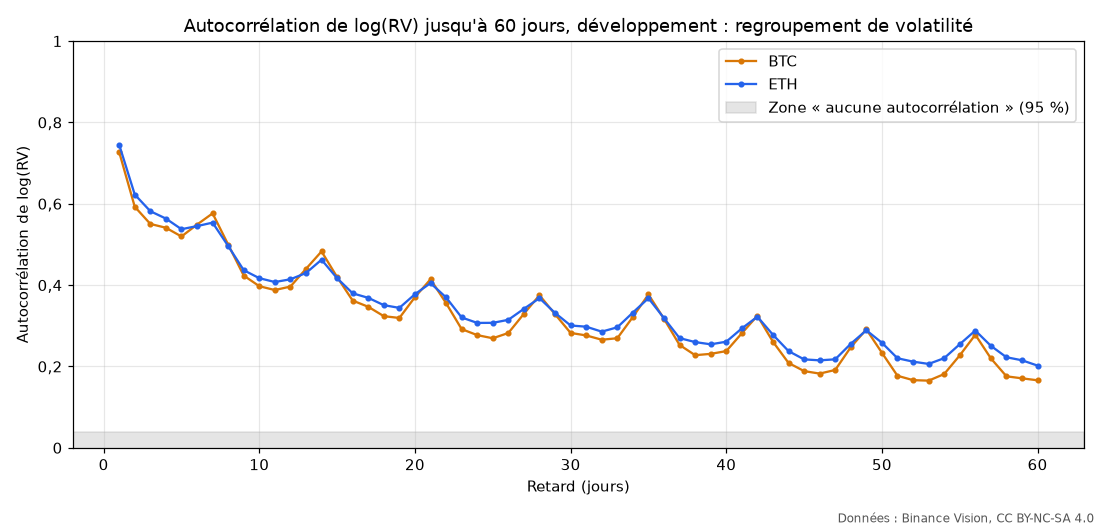 Autocorrélation de log(RV) jusqu'à 60 jours, développement : regroupement de volatilité
BTC
ETH
Zone « aucune autocorrélation » (95 %)
Autocorrélation de log(RV)
1
0,8
0,6
0,4
0,2
0
0 10 20 30 40 50 60
Retard (jours)
Données : Binance Vision, CC BY-NC-SA 4.0